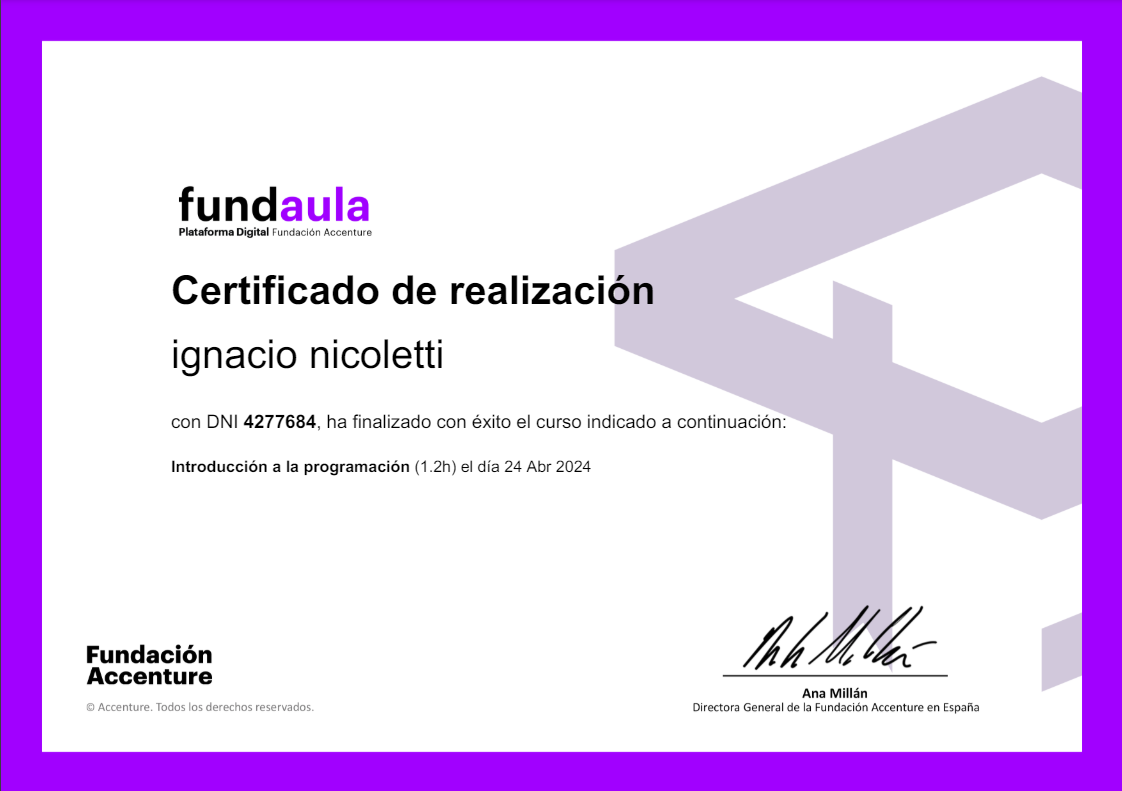 fundaula
Plataforma Digital Fundación Accenture
Certificado de realización
ignacio nicoletti
con DNI 4277684, ha finalizado con éxito el curso indicado a continuación:
Introducción a la programación (1.2h) el día 24 Abr 2024
Fundación
Accenture
© Accenture. Todos los derechos reservados.
Ana Millán
Directora General de la Fundación Accenture en España